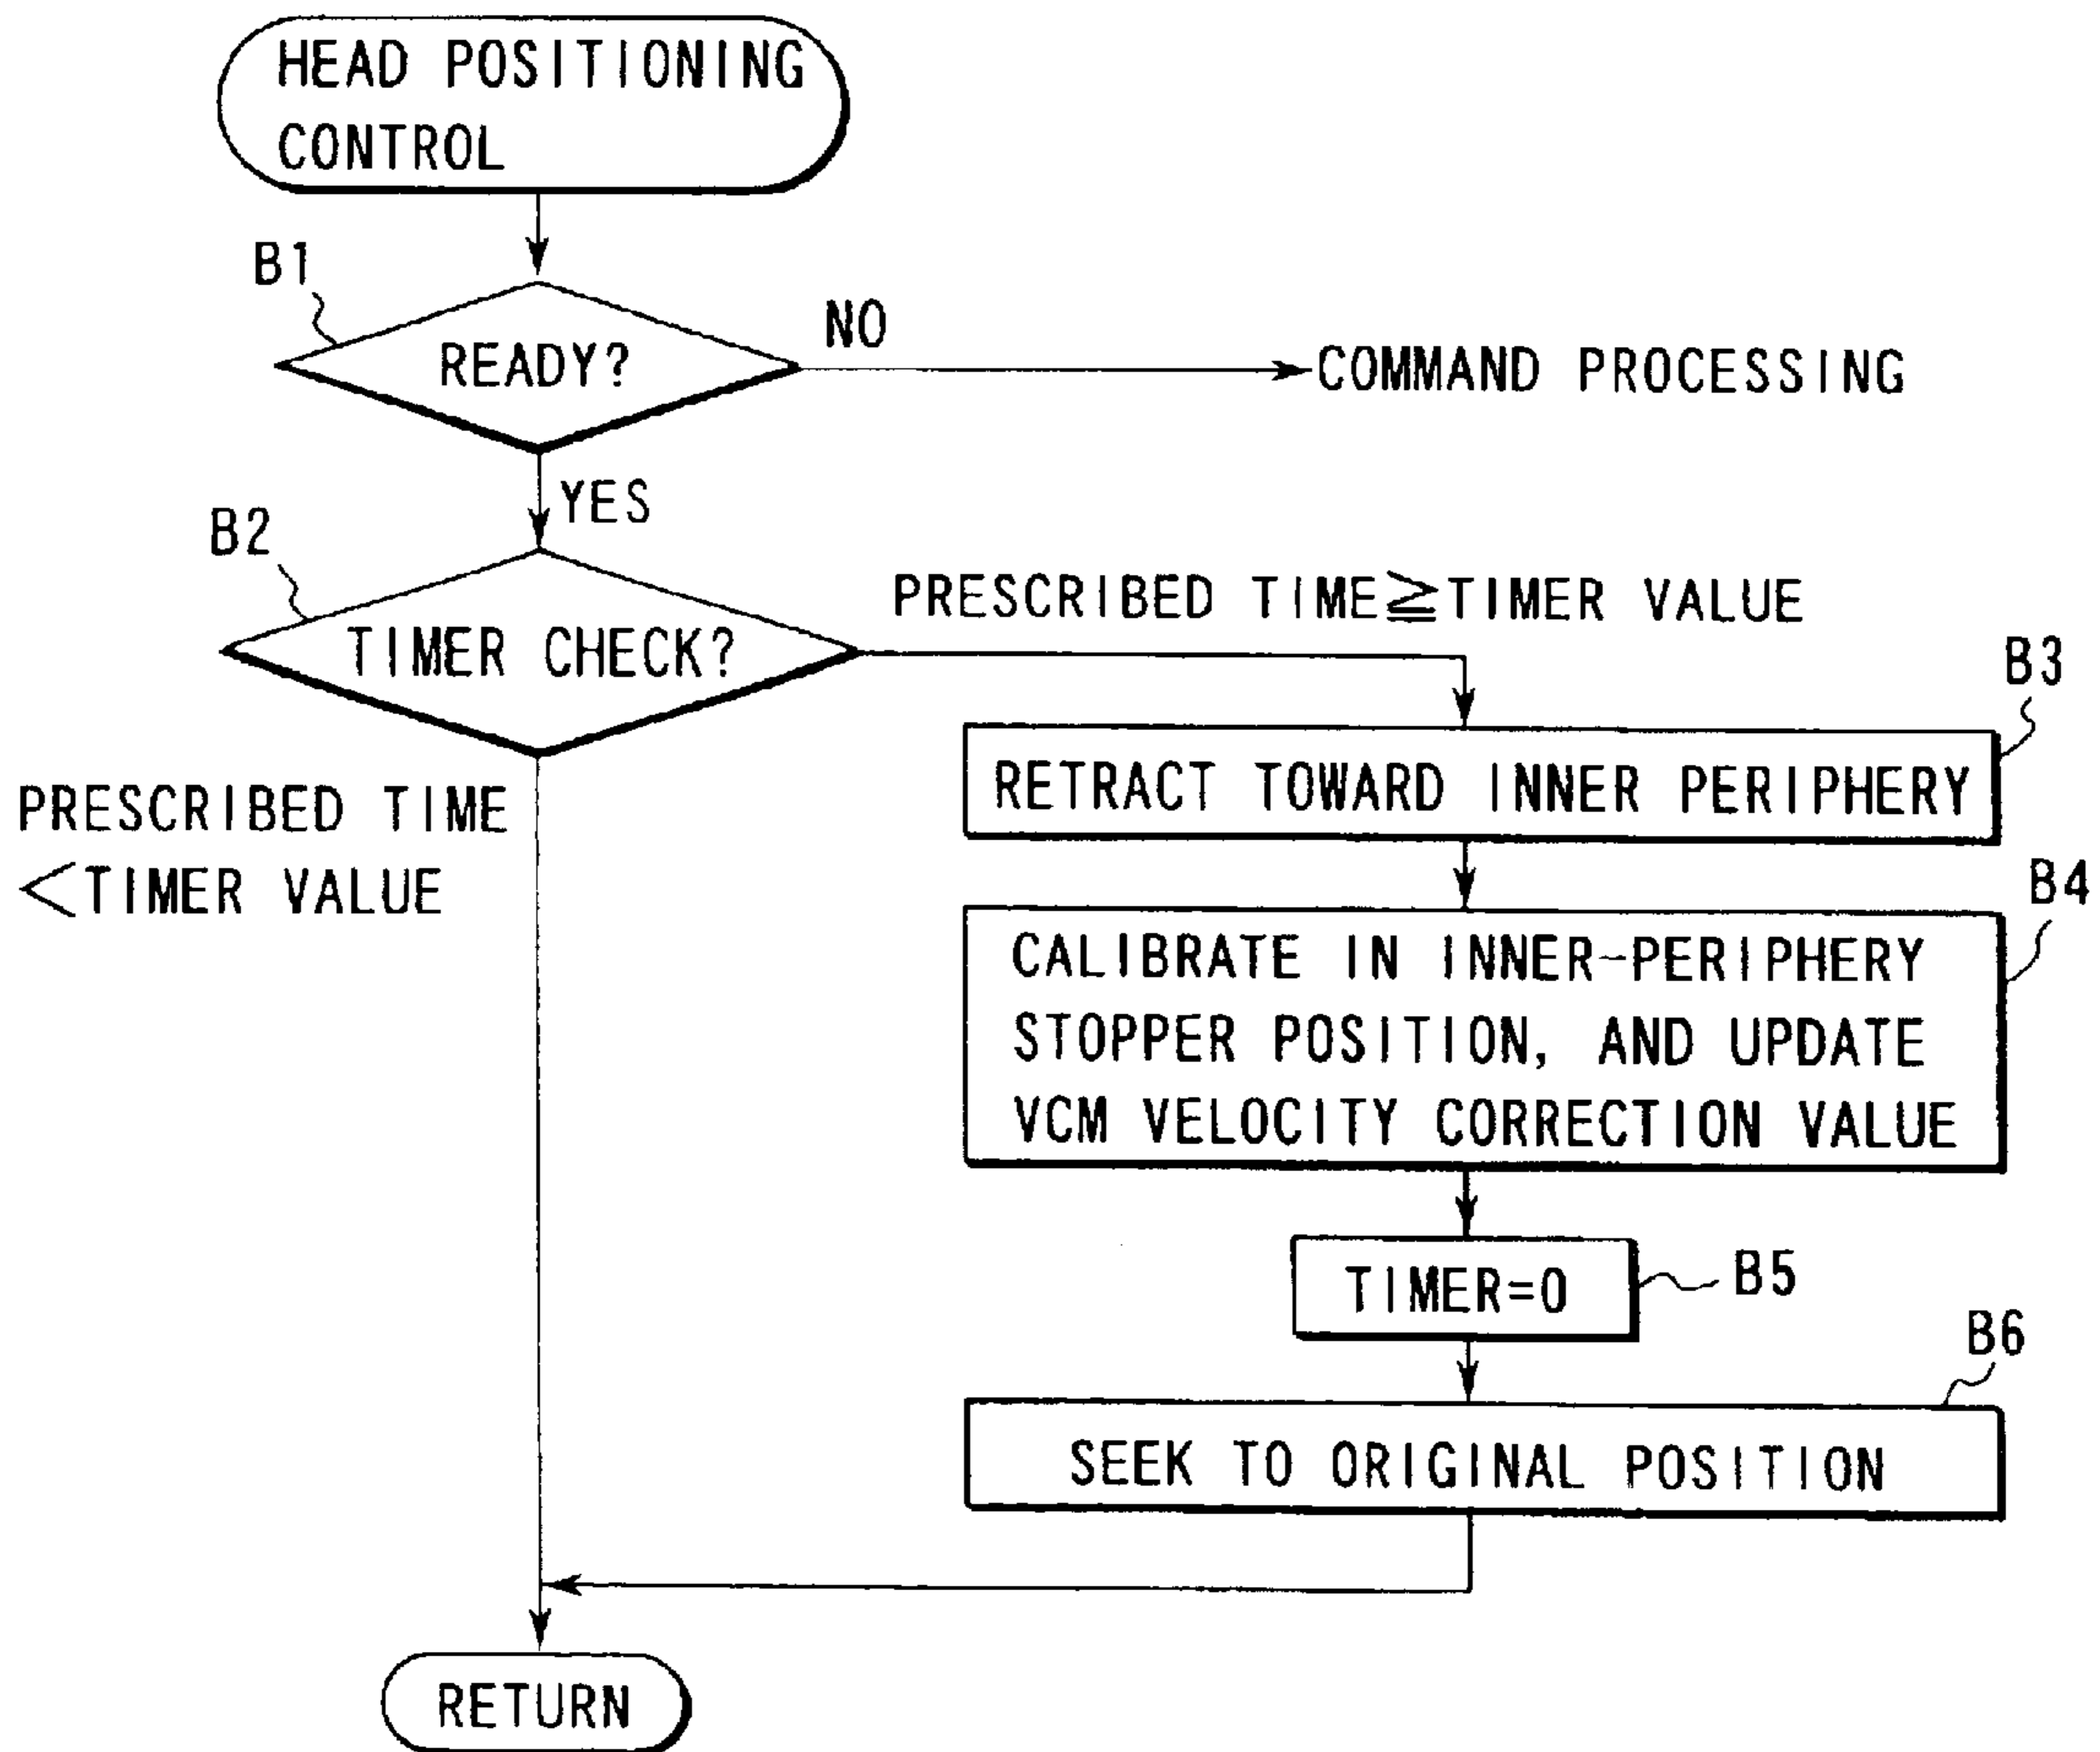 HEAD POSITIONING
CONTROL
B1
READY?
NO
COMMAND PROCESSING
YES
B2
TIMER CHECK?
PRESCRIBED TIME≧TIMER VALUE
PRESCRIBED TIME
<TIMER VALUE
B3
RETRACT TOWARD INNER PERIPHERY
B4
CALIBRATE IN INNER-PERIPHERY
STOPPER POSITION, AND UPDATE
VCM VELOCITY CORRECTION VALUE
TIMER=0
B5
B6
SEEK TO ORIGINAL POSITION
RETURN